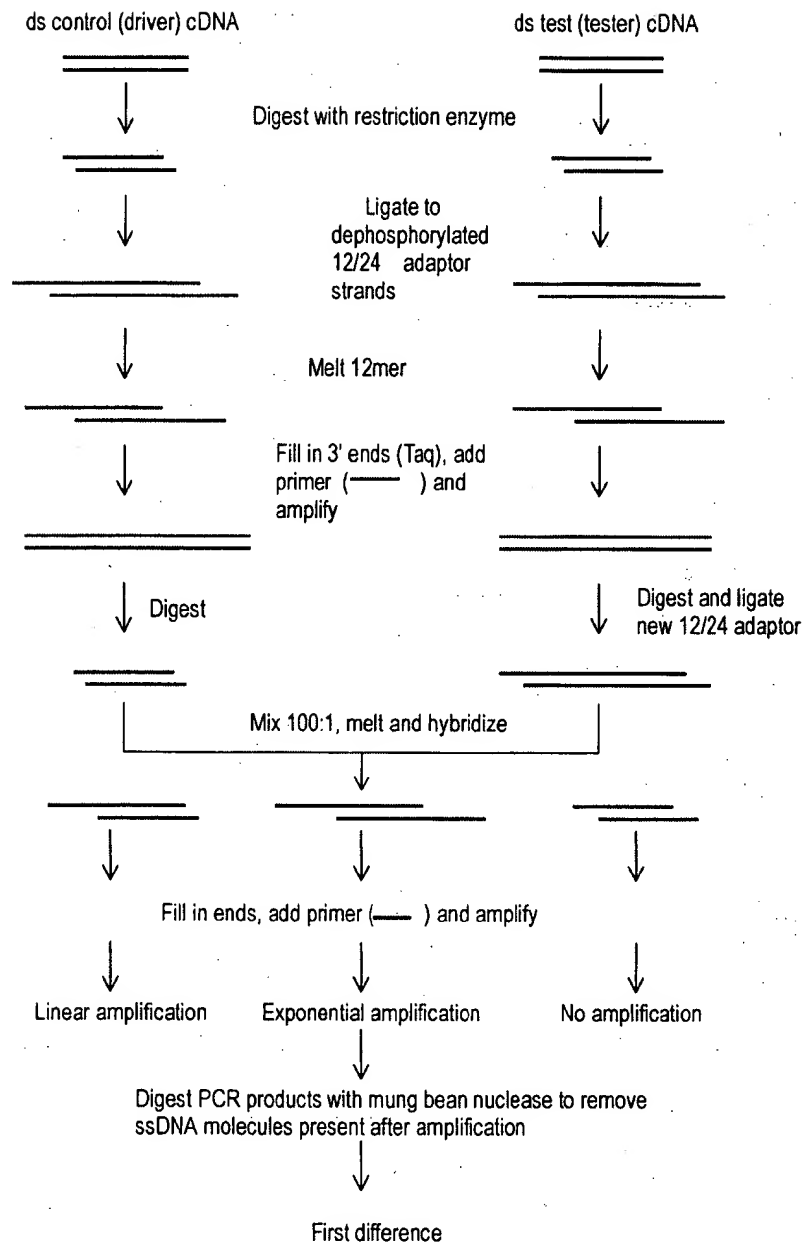 ds control (driver) cDNA
ds test (tester) cDNA
Digest with restriction enzyme
Ligate to
dephosphorylated
12/24 adaptor
strands
Melt 12mer
Fill in 3' ends (Taq), add
primer ( ) and
amplify
Digest
Digest and ligate
new 12/24 adaptor
Mix 100:1, melt and hybridize
Fill in ends, add primer ( ) and amplify
Linear amplification
Exponential amplification
No amplification
Digest PCR products with mung bean nuclease to remove
ssDNA molecules present after amplification
First difference